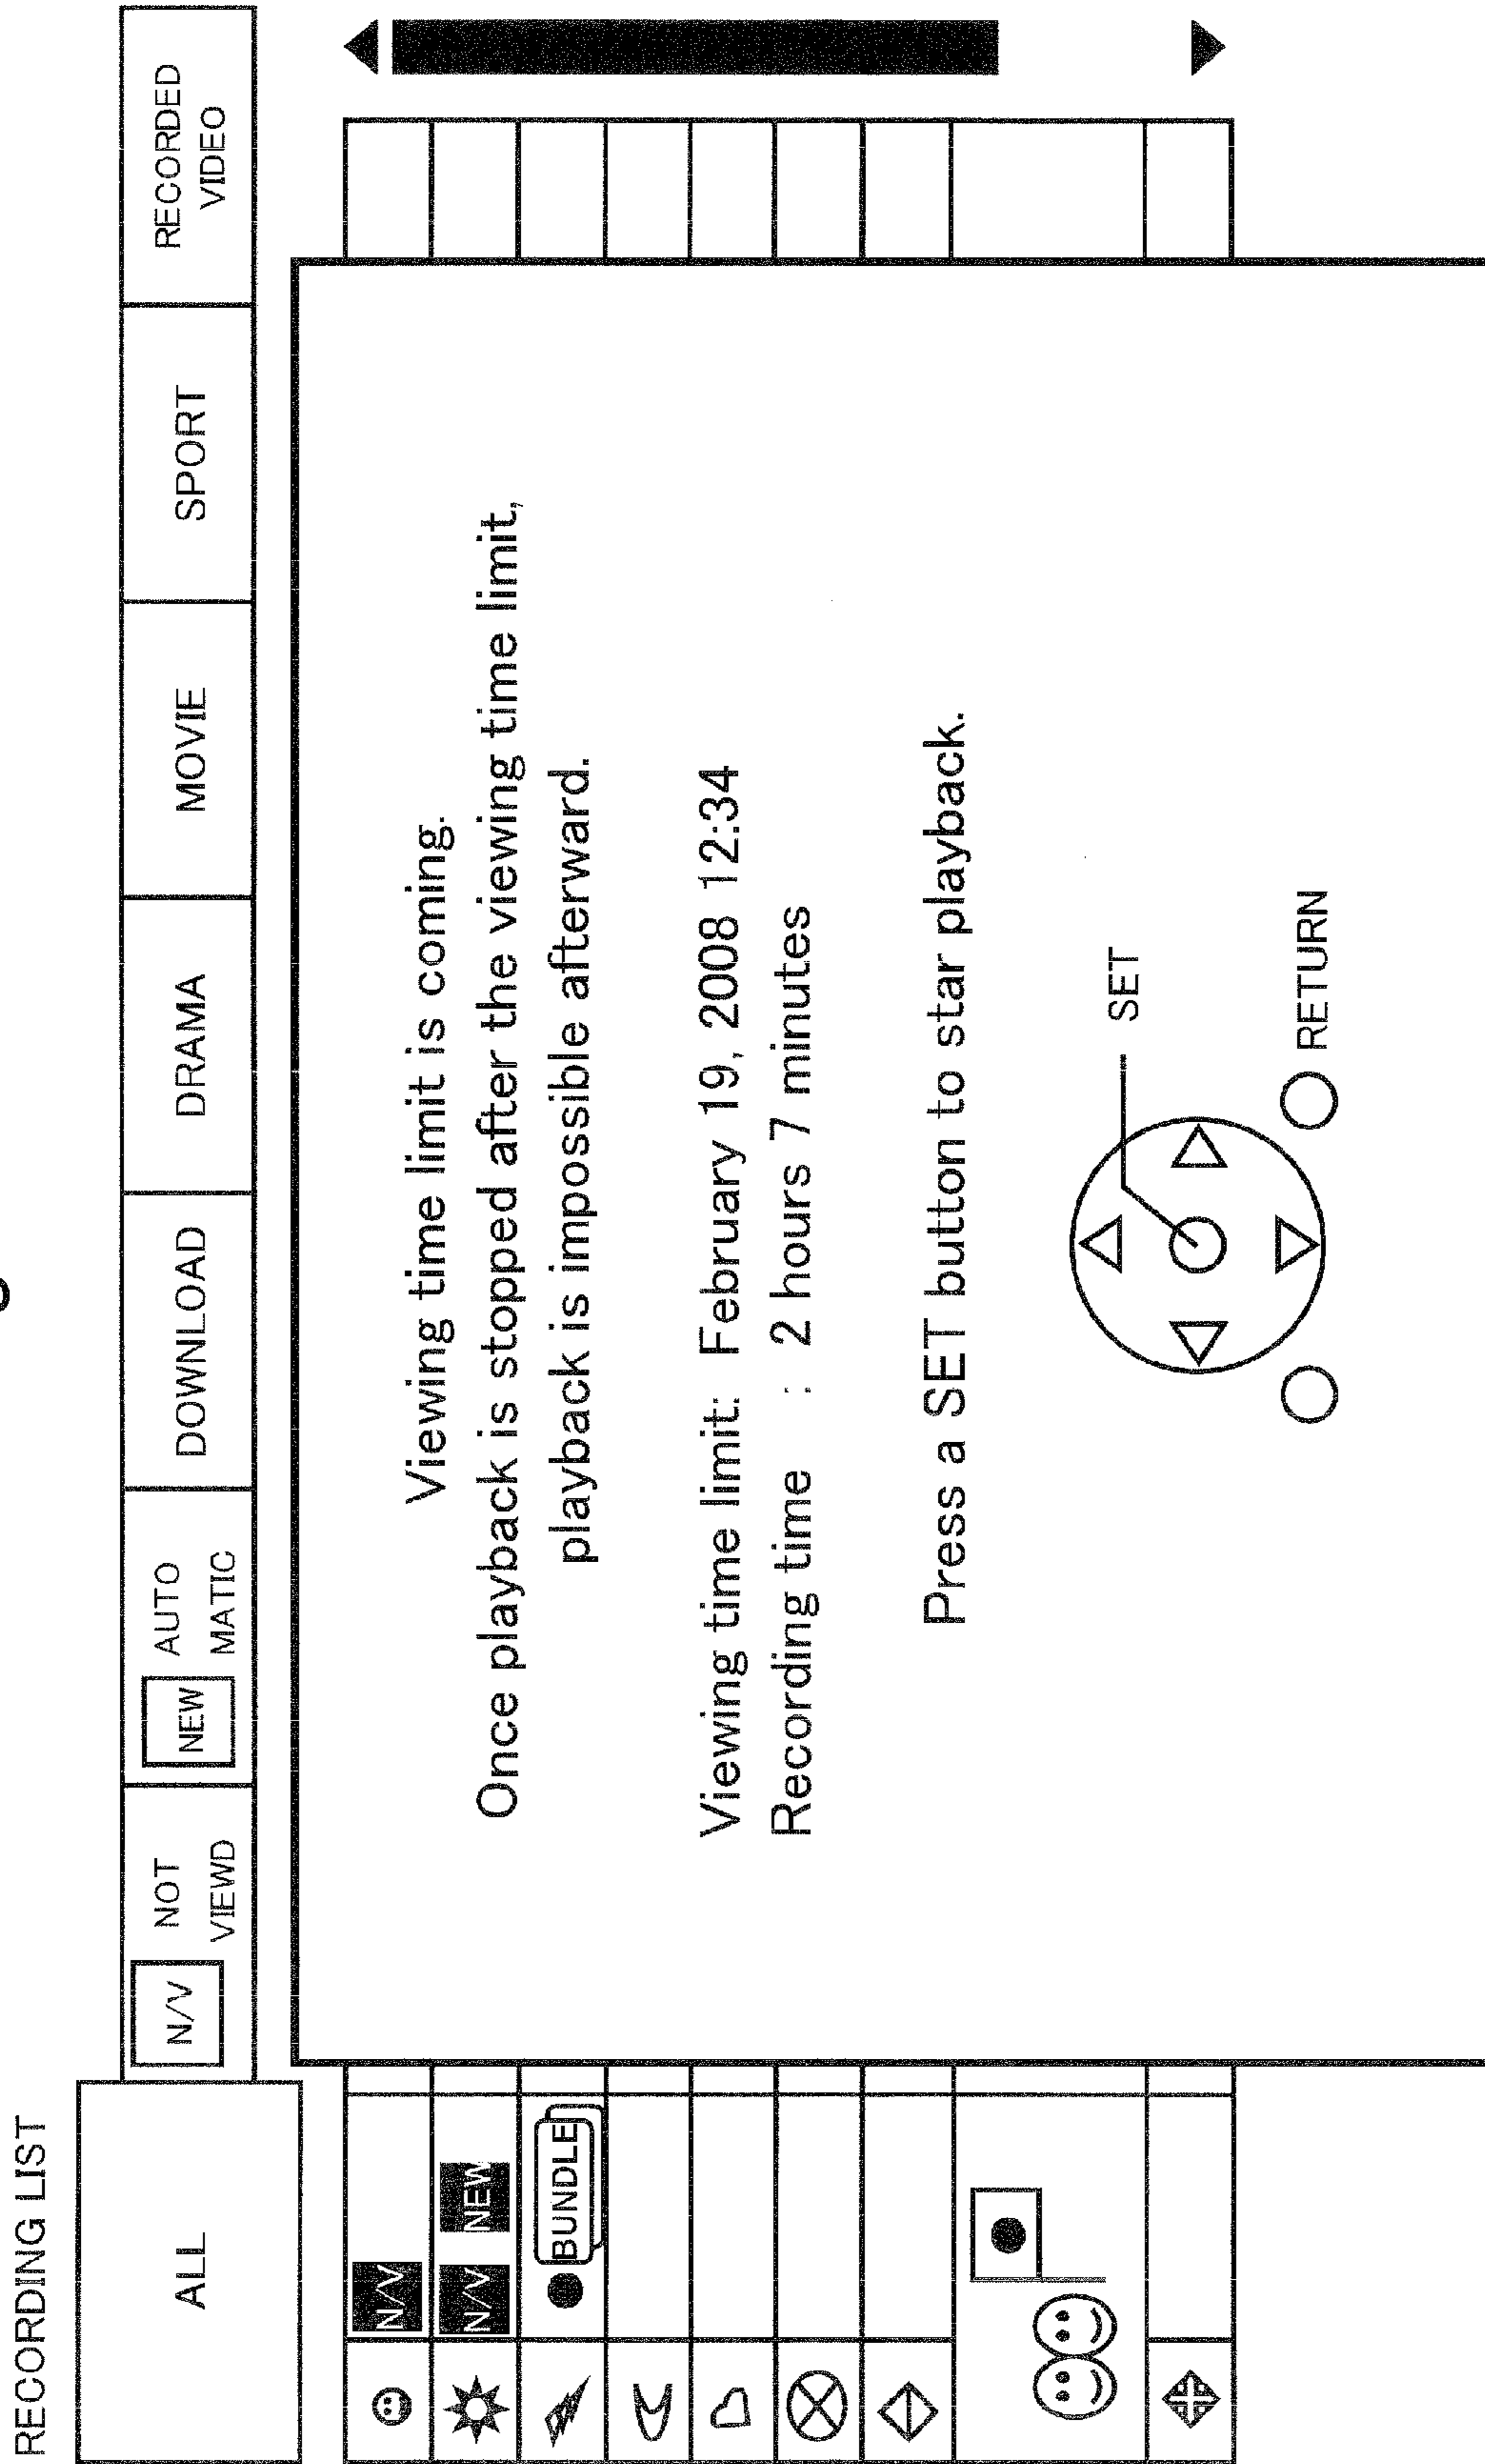 RECORDING LIST
ALL
N/V
NOT
VIEWD
NEW
AUTO
MATIC
DOWNLOAD
DRAMA
MOVIE
SPORT
RECORDED
VIDEO
N/V
N/V NEW
BUNDLE
Viewing time limit is coming.
Once playback is stopped after the viewing time limit,
playback is impossible afterward.
Viewing time limit: February 19, 2008 12:34
Recording time : 2 hours 7 minutes
Press a SET button to star playback.
SET
RETURN